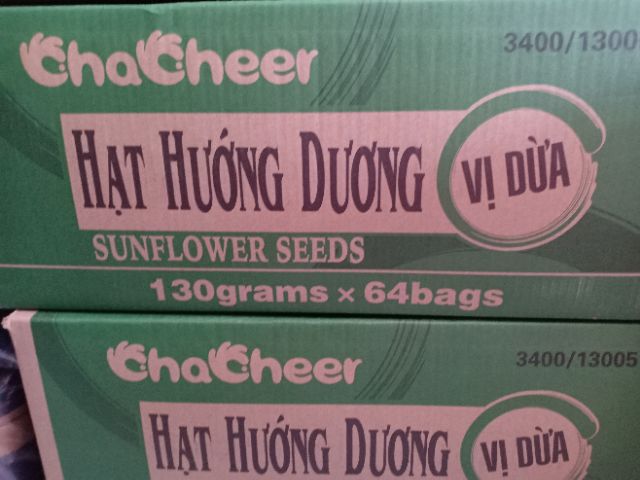 ChaCheer
3400/1300
HẠT HƯỚNG DƯƠNG
VỊ DỪA
SUNFLOWER SEEDS
130grams x 64bags
ChaCheer
3400/13005
HẠT HƯỚNG DƯƠNG
VỊ DỪA